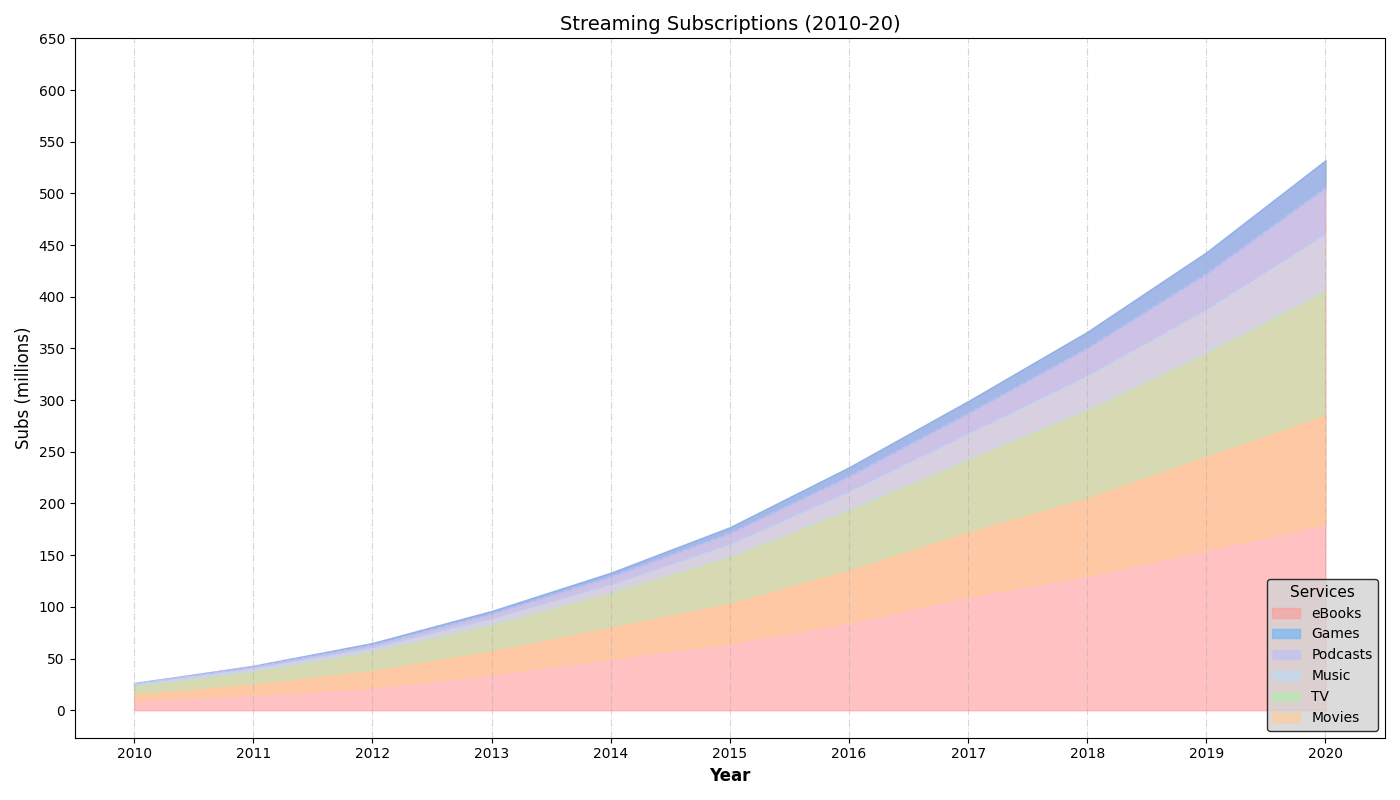 Streaming Subscriptions (2010-20)
Subs (millions)
650
600
550
500
450
400
350
300
250
200
150
100
50
0
Services
eBooks
Games
Podcasts
Music
TV
Movies
2010 2011 2012 2013 2014 2015 2016 2017 2018 2019 2020
Year